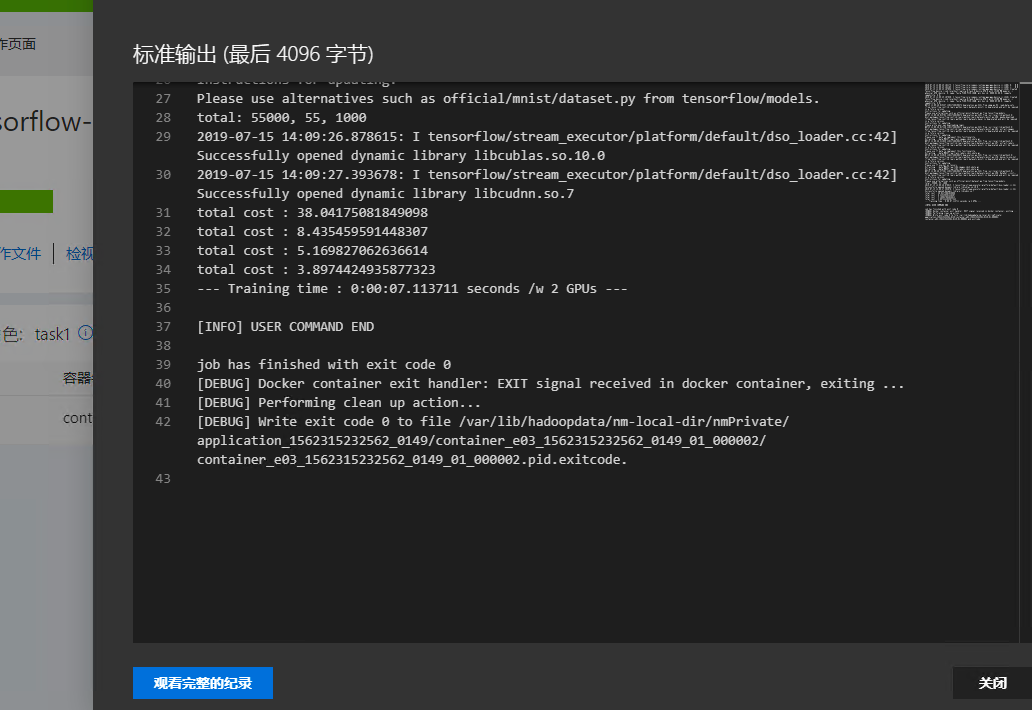 标准输出 (最后 4096 字节)
作页面
sorflow-
作文件
检视
色: task1
容器
cont
27 Please use alternatives such as official/mnist/dataset.py from tensorflow/models.
28 total: 55000, 55, 1000
29 2019-07-15 14:09:26.878615: I tensorflow/stream_executor/platform/default/dso_loader.cc:42]
Successfully opened dynamic library libcublas.so.10.0
30 2019-07-15 14:09:27.393678: I tensorflow/stream_executor/platform/default/dso_loader.cc:42]
Successfully opened dynamic library libcudnn.so.7
31 total cost : 38.04175081849098
32 total cost : 8.435459591448307
33 total cost : 5.169827062636614
34 total cost : 3.8974424935877323
35 --- Training time : 0:00:07.113711 seconds /w 2 GPUs ---
36
37 [INFO] USER COMMAND END
38
39 job has finished with exit code 0
40 [DEBUG] Docker container exit handler: EXIT signal received in docker container, exiting ...
41 [DEBUG] Performing clean up action...
42 [DEBUG] Write exit code 0 to file /var/lib/hadoopdata/nm-local-dir/nmPrivate/
application_1562315232562_0149/container_e03_1562315232562_0149_01_000002/
container_e03_1562315232562_0149_01_000002.pid.exitcode.
43
观看完整的纪录
关闭